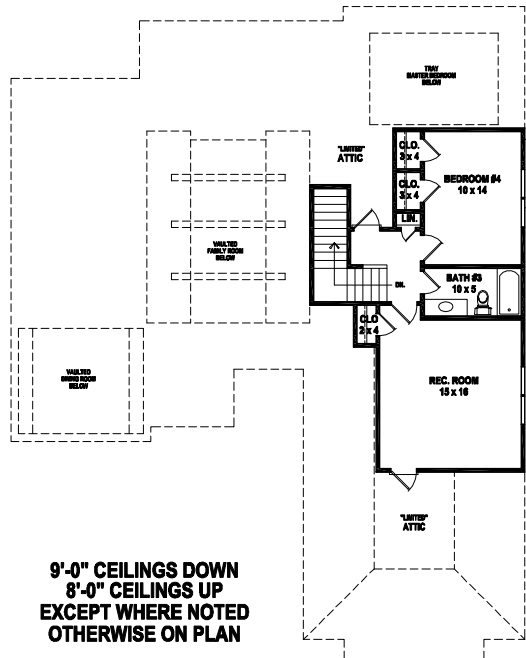 TRAY
MASTER BEDROOM
BELOW
"LIMITED"
ATTIC
CLO.
3 x 4
BEDROOM #4
10 x 14
CLO.
3 x 4
LIN.
VAULTED
FAMILY ROOM
BELOW
BATH #3
10 x 5
DN.
CLO
2 x 4
VAULTED
DINING ROOM
BELOW
REC. ROOM
15 x 16
"LIMITED"
ATTIC
9'-0" CEILINGS DOWN
8'-0" CEILINGS UP
EXCEPT WHERE NOTED
OTHERWISE ON PLAN